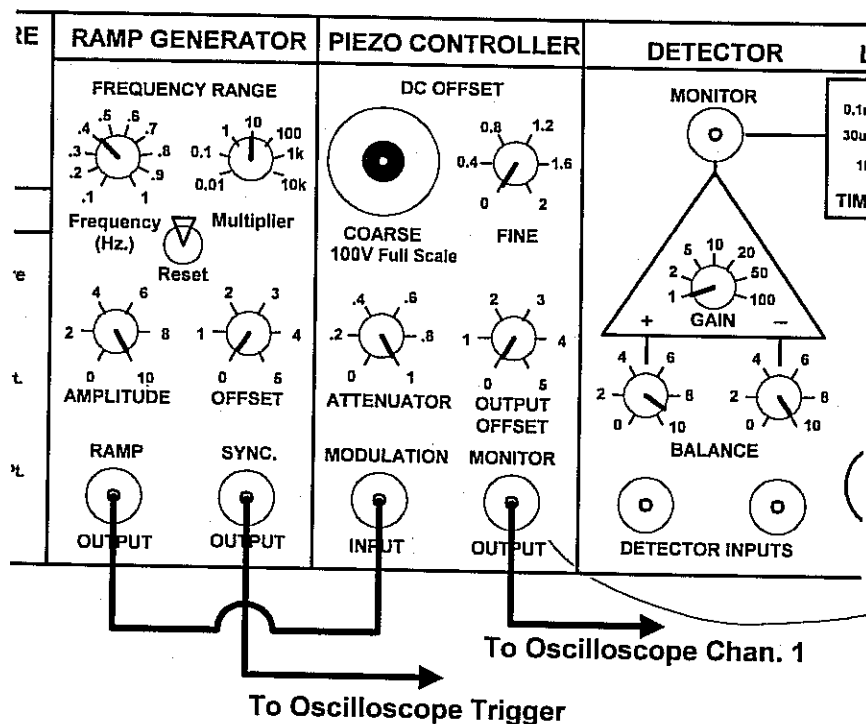 RE
RAMP GENERATOR
PIEZO CONTROLLER
DETECTOR
L
FREQUENCY RANGE
.1 .2 .3 .4 .5 .6 .7 .8 .9 1
0.01 0.1 1 10 100 1k 10k
Frequency
(Hz.)
Multiplier
Reset
0 2 4 6 8 10
AMPLITUDE
0 1 2 3 4 5
OFFSET
RAMP
OUTPUT
SYNC.
OUTPUT
DC OFFSET
COARSE
100V Full Scale
0 0.4 0.8 1.2 1.6 2
FINE
0 .2 .4 .6 .8 1
ATTENUATOR
0 1 2 3 4 5
OUTPUT
OFFSET
MODULATION
INPUT
MONITOR
OUTPUT
MONITOR
1 2 5 10 20 50 100
GAIN
+
–
0 2 4 6 8 10
0 2 4 6 8 10
BALANCE
DETECTOR INPUTS
30u
TIM
re
t.
To Oscilloscope Chan. 1
To Oscilloscope Trigger